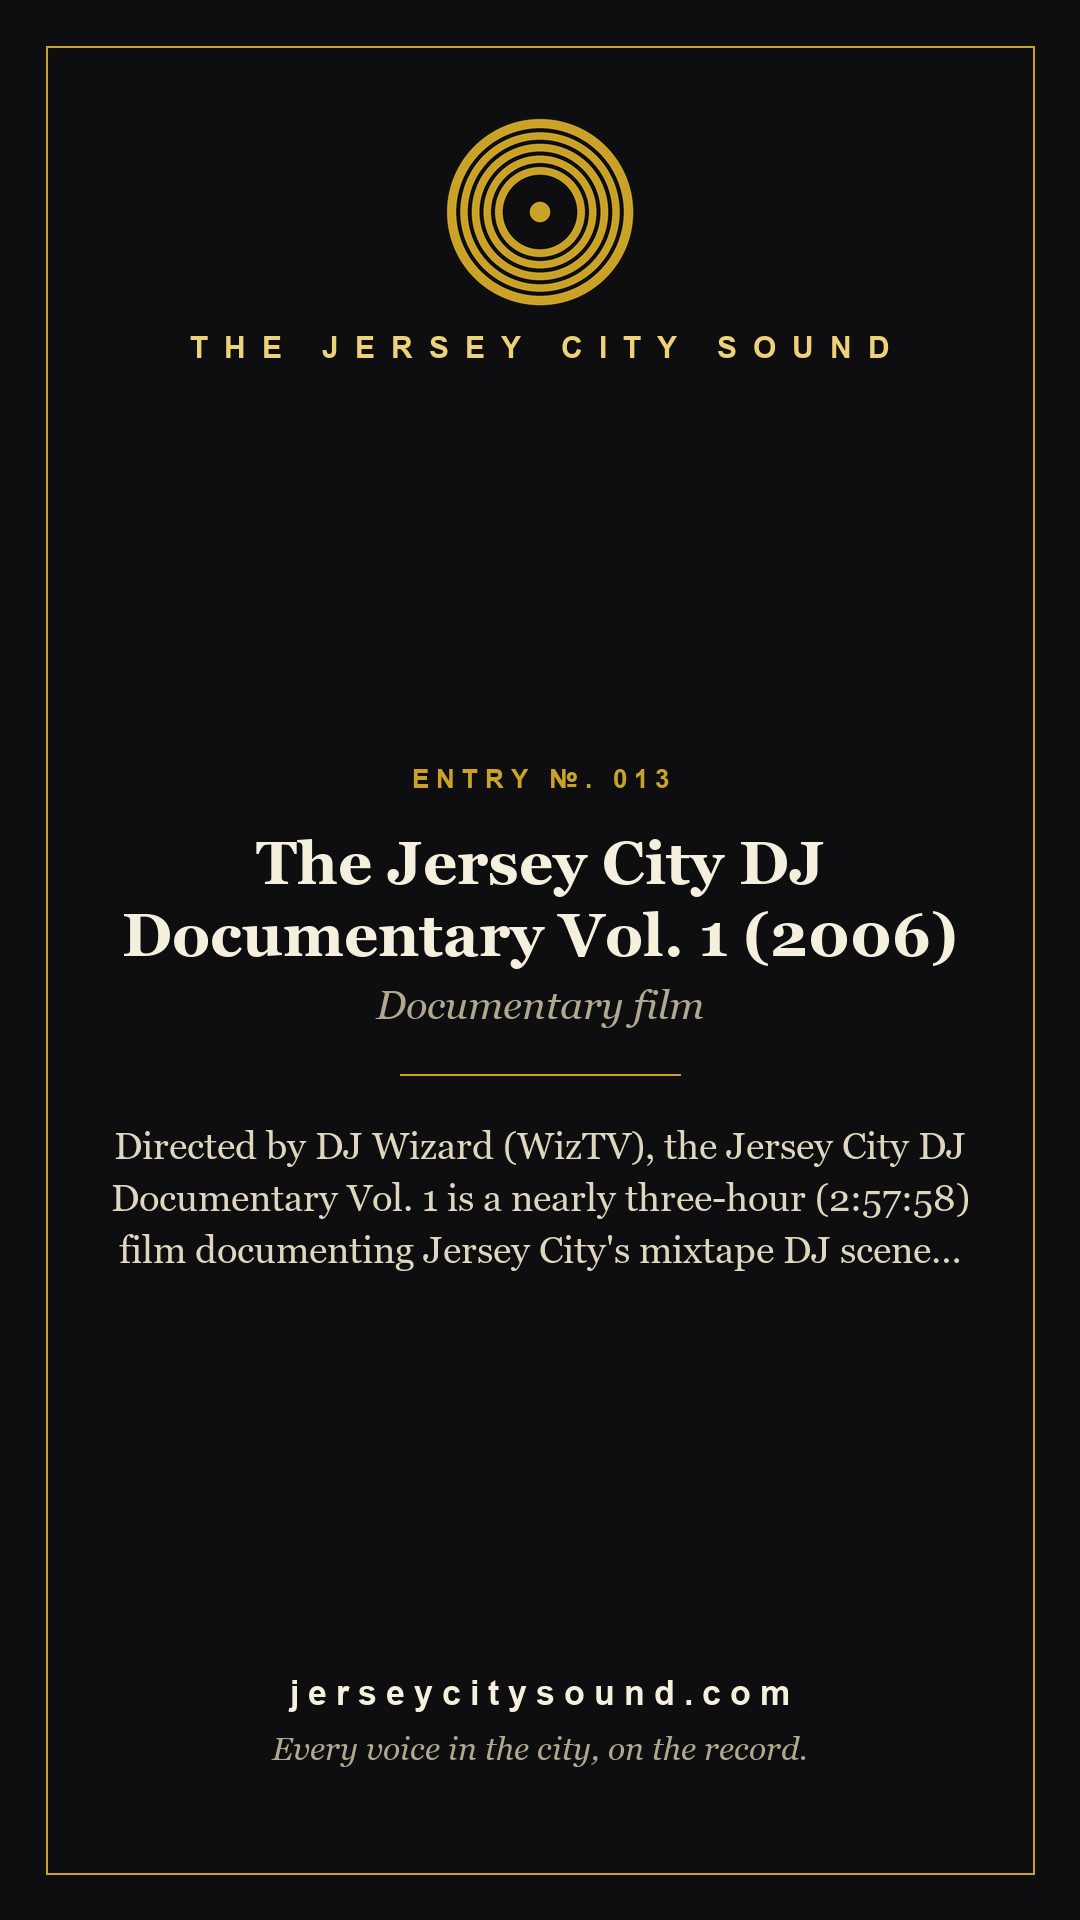 THE JERSEY CITY SOUND
ENTRY №. 013
The Jersey City DJ
Documentary Vol. 1 (2006)
Documentary film
Directed by DJ Wizard (WizTV), the Jersey City DJ
Documentary Vol. 1 is a nearly three-hour (2:57:58)
film documenting Jersey City's mixtape DJ scene...
jerseycitysound.com
Every voice in the city, on the record.